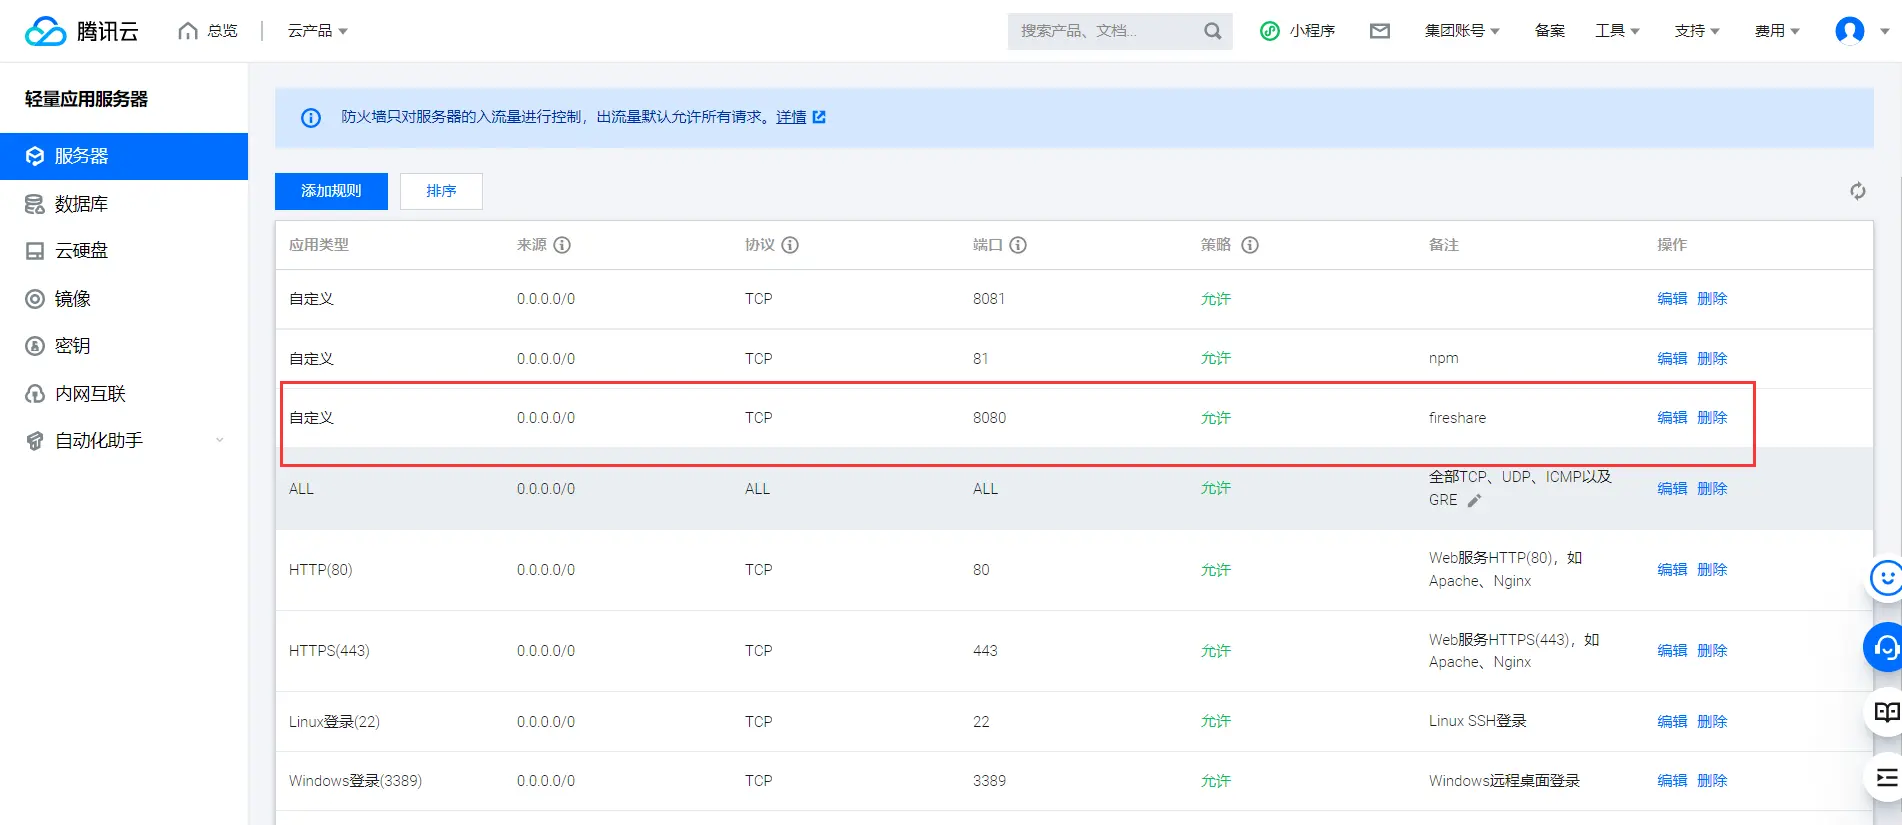 腾讯云 总览 云产品 搜索产品、文档... 小程序 集团账号 备案 工具 支持 费用
轻量应用服务器
服务器
数据库
云硬盘
镜像
密钥
内网互联
自动化助手
防火墙只对服务器的入流量进行控制，出流量默认允许所有请求。详情
添加规则 排序
应用类型 来源 协议 端口 策略 备注 操作
自定义 0.0.0.0/0 TCP 8081 允许 编辑 删除
自定义 0.0.0.0/0 TCP 81 允许 npm 编辑 删除
自定义 0.0.0.0/0 TCP 8080 允许 fireshare 编辑 删除
ALL 0.0.0.0/0 ALL ALL 允许 全部TCP、UDP、ICMP以及 编辑 删除
GRE
HTTP(80) 0.0.0.0/0 TCP 80 允许 Web服务HTTP(80)，如 编辑 删除
Apache、Nginx
HTTPS(443) 0.0.0.0/0 TCP 443 允许 Web服务HTTPS(443)，如 编辑 删除
Apache、Nginx
Linux登录(22) 0.0.0.0/0 TCP 22 允许 Linux SSH登录 编辑 删除
Windows登录(3389) 0.0.0.0/0 TCP 3389 允许 Windows远程桌面登录 编辑 删除